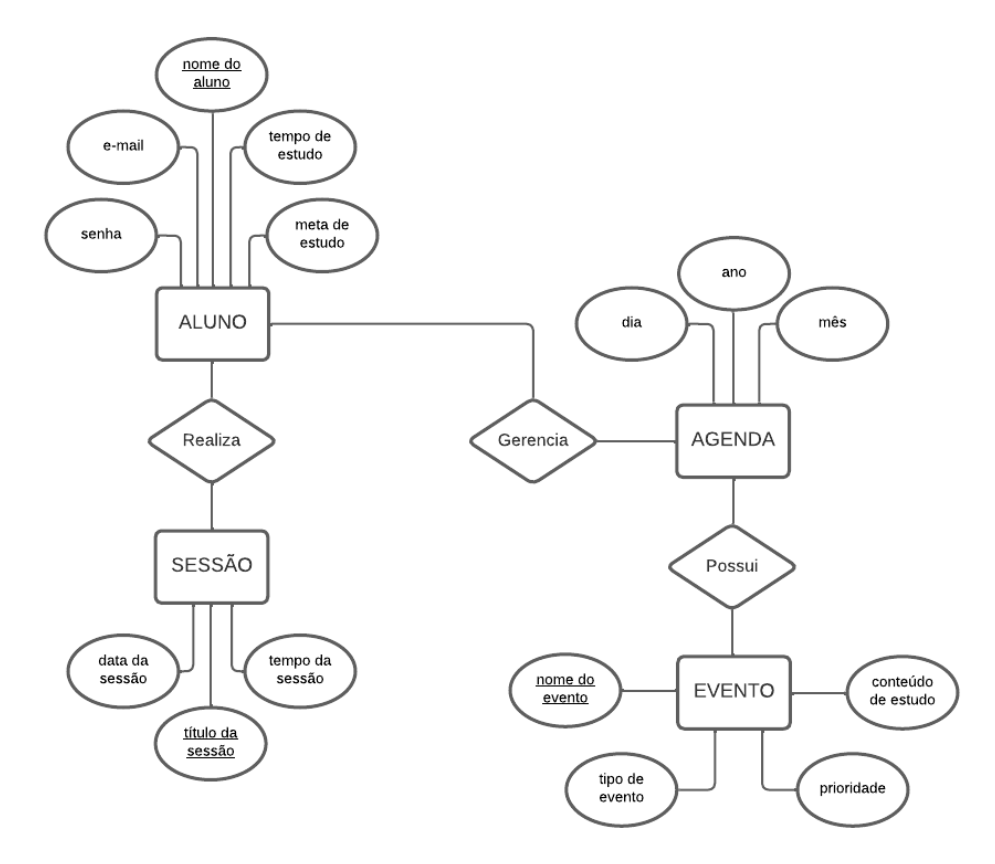 nome do
aluno
e-mail
tempo de
estudo
senha
meta de
estudo
ALUNO
ano
dia
mês
Realiza
Gerencia
AGENDA
SESSÃO
Possui
data da
sessão
tempo da
sessão
título da
sessão
nome do
evento
EVENTO
conteúdo
de estudo
tipo de
evento
prioridade